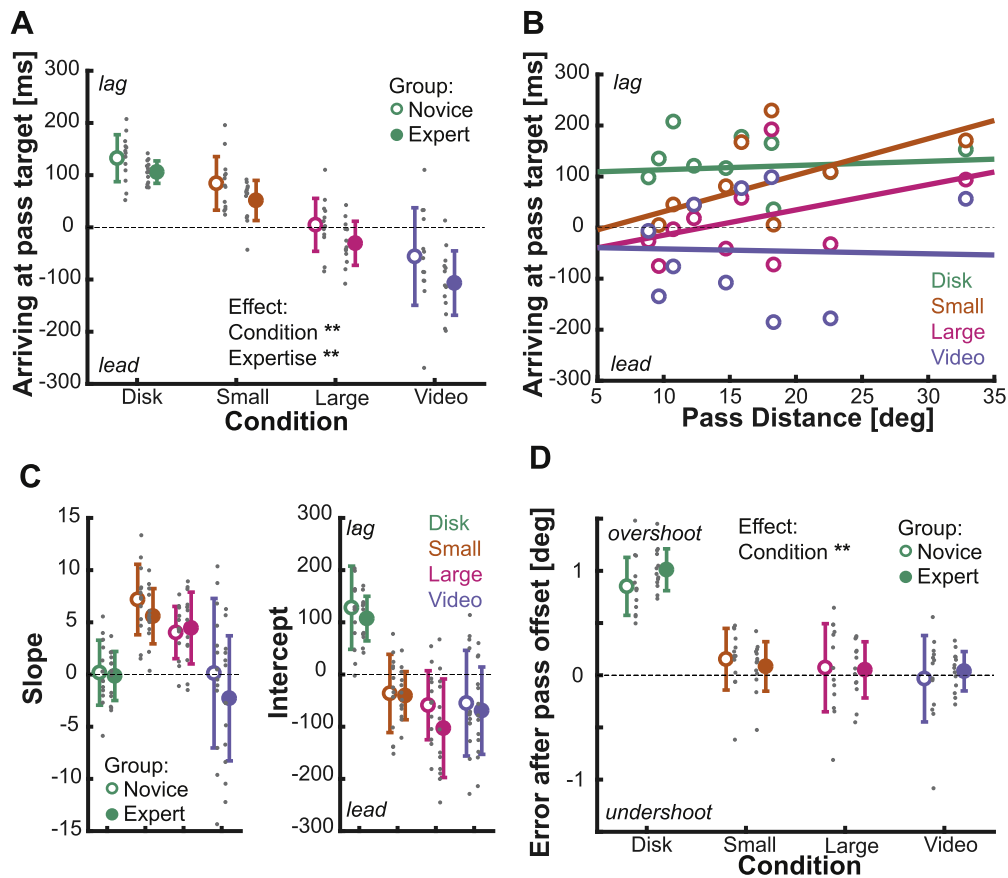 A
Arriving at pass target [ms]
300
200
100
0
-100
-200
-300
lag
lead
Group:
Novice
Expert
Effect:
Condition **
Expertise **
Disk
Small
Large
Video
Condition
B
Arriving at pass target [ms]
300
200
100
0
-100
-200
-300
lag
lead
Disk
Small
Large
Video
5
10
15
20
25
30
35
Pass Distance [deg]
C
Slope
15
10
5
0
-5
-10
-15
Group:
Novice
Expert
Intercept
300
200
100
0
-100
-200
-300
lag
lead
Disk
Small
Large
Video
D
Error after pass offset [deg]
1
0
-1
overshoot
undershoot
Effect:
Condition **
Group:
Novice
Expert
Disk
Small
Large
Video
Condition